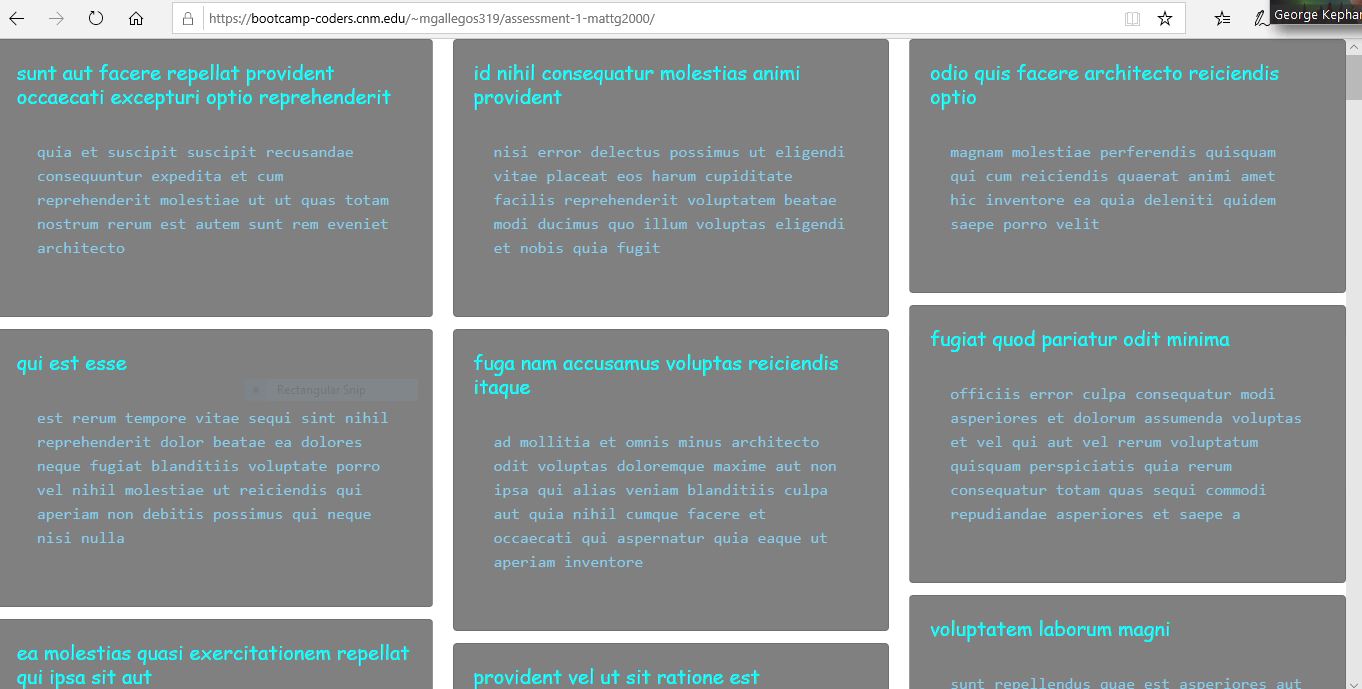 https://bootcamp-coders.cnm.edu/~mgallegos319/assessment-1-mattg2000/
George Kephar
sunt aut facere repellat provident
occaecati excepturi optio reprehenderit
quia et suscipit suscipit recusandae
consequuntur expedita et cum
reprehenderit molestiae ut ut quas totam
nostrum rerum est autem sunt rem eveniet
architecto
qui est esse
Rectangular Snip
est rerum tempore vitae sequi sint nihil
reprehenderit dolor beatae ea dolores
neque fugiat blanditiis voluptate porro
vel nihil molestiae ut reiciendis qui
aperiam non debitis possimus qui neque
nisi nulla
ea molestias quasi exercitationem repellat
qui ipsa sit aut
id nihil consequatur molestias animi
provident
nisi error delectus possimus ut eligendi
vitae placeat eos harum cupiditate
facilis reprehenderit voluptatem beatae
modi ducimus quo illum voluptas eligendi
et nobis quia fugit
fuga nam accusamus voluptas reiciendis
itaque
ad mollitia et omnis minus architecto
odit voluptas doloremque maxime aut non
ipsa qui alias veniam blanditiis culpa
aut quia nihil cumque facere et
occaecati qui aspernatur quia eaque ut
aperiam inventore
provident vel ut sit ratione est
odio quis facere architecto reiciendis
optio
magnam molestiae perferendis quisquam
qui cum reiciendis quaerat animi amet
hic inventore ea quia deleniti quidem
saepe porro velit
fugiat quod pariatur odit minima
officiis error culpa consequatur modi
asperiores et dolorum assumenda voluptas
et vel qui aut vel rerum voluptatum
quisquam perspiciatis quia rerum
consequatur totam quas sequi commodi
repudiandae asperiores et saepe a
voluptatem laborum magni
sunt repellendus quae est asperiores aut